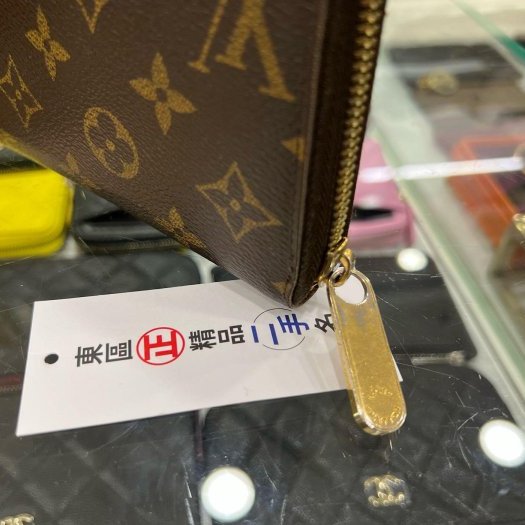 東區 正 精品 二手 名